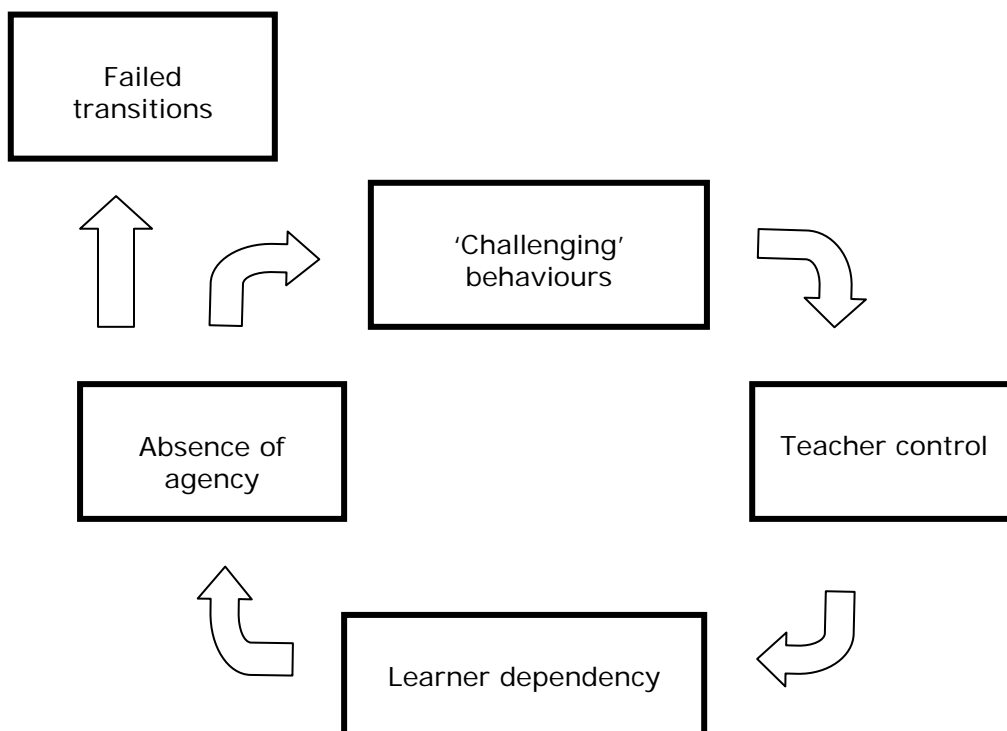 Failed
transitions
‘Challenging’
behaviours
Absence of
agency
Teacher control
Learner dependency